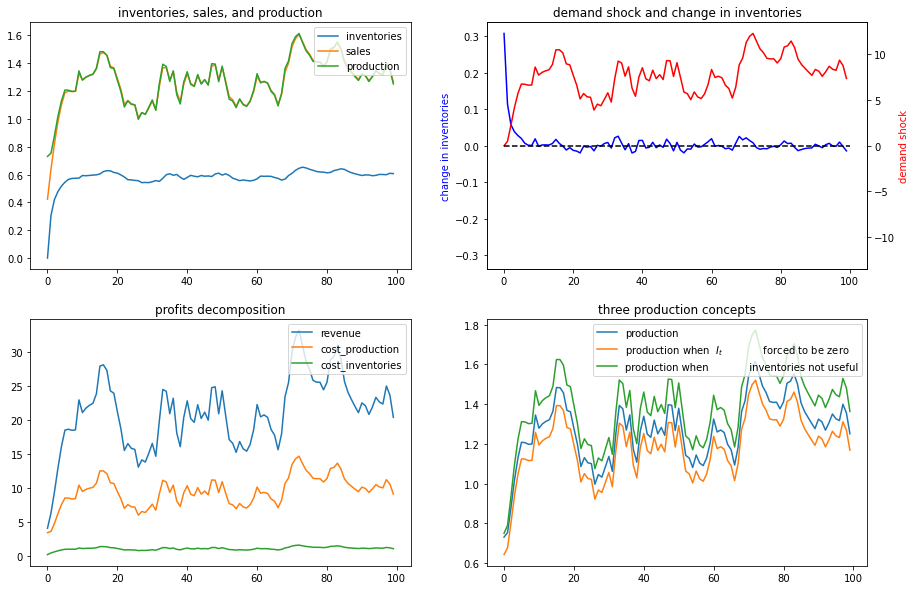 inventories, sales, and production
1.6
1.4
1.2
1.0
0.8
0.6
0.4
0.2
0.0
0 20 40 60 80 100
inventories
sales
production
demand shock and change in inventories
change in inventories
0.3
0.2
0.1
0.0
−0.1
−0.2
−0.3
0 20 40 60 80 100
10
5
0
−5
−10
demand shock
profits decomposition
30
25
20
15
10
5
0
0 20 40 60 80 100
revenue
cost_production
cost_inventories
three production concepts
1.8
1.6
1.4
1.2
1.0
0.8
0.6
0 20 40 60 80 100
production
production when I_t forced to be zero
production when inventories not useful